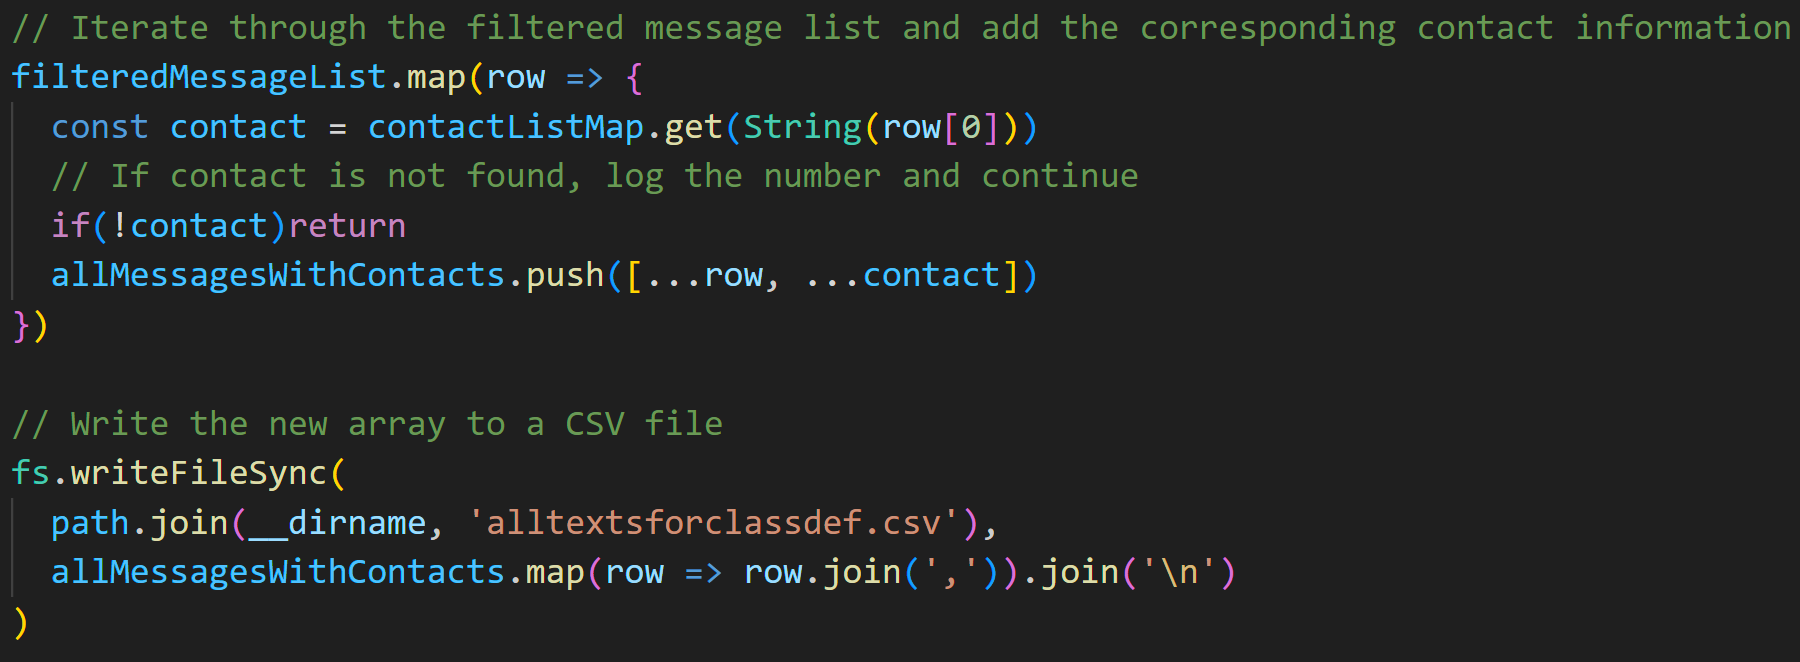 // Iterate through the filtered message list and add the corresponding contact information
filteredMessageList.map(row => {
  const contact = contactListMap.get(String(row[0]))
  // If contact is not found, log the number and continue
  if(!contact)return
  allMessagesWithContacts.push([...row, ...contact])
})

// Write the new array to a CSV file
fs.writeFileSync(
  path.join(__dirname, 'alltextsforclassdef.csv'),
  allMessagesWithContacts.map(row => row.join(',')).join('\n')
)